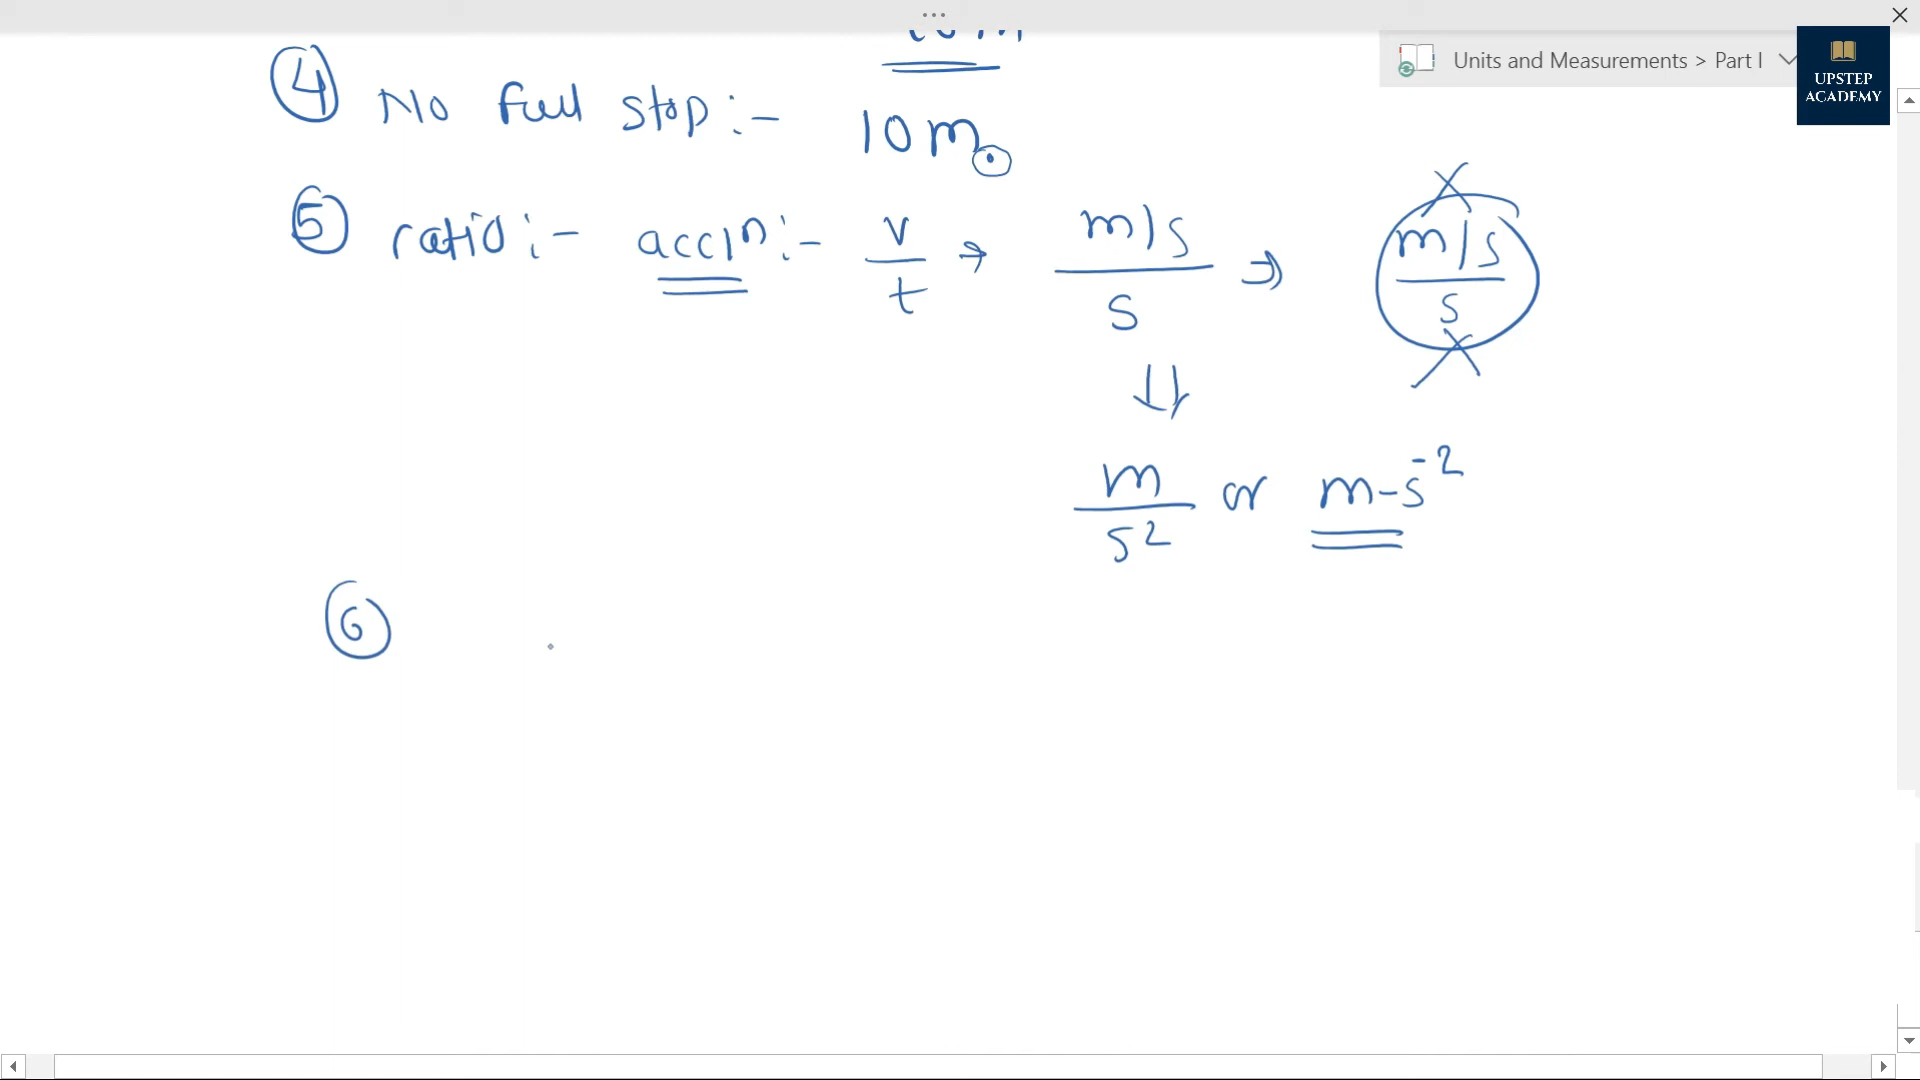 Units and Measurements > Part I
UPSTEP
ACADEMY
④ No full stop :- 10 m.
⑤ ratio :- accln :- v/t → m/s / s ⇒ m/s / s
m/s² or m-s⁻²
⑥